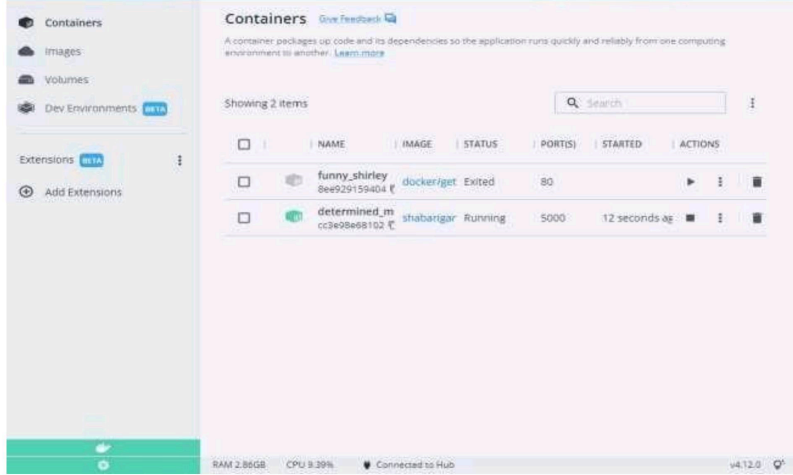 Containers
Images
Volumes
Dev Environments BETA
Extensions BETA
Add Extensions
Containers Give Feedback
A container packages up code and its dependencies so the application runs quickly and reliably from one computing
environment to another. Learn more
Showing 2 items
Search
NAME IMAGE STATUS PORT(S) STARTED ACTIONS
funny_shirley
8ee929159404
docker/get Exited 80
determined_m
cc3e98e68102
shabarigar Running 5000 12 seconds ag
RAM 2.86GB CPU 9.39% Connected to Hub v4.12.0